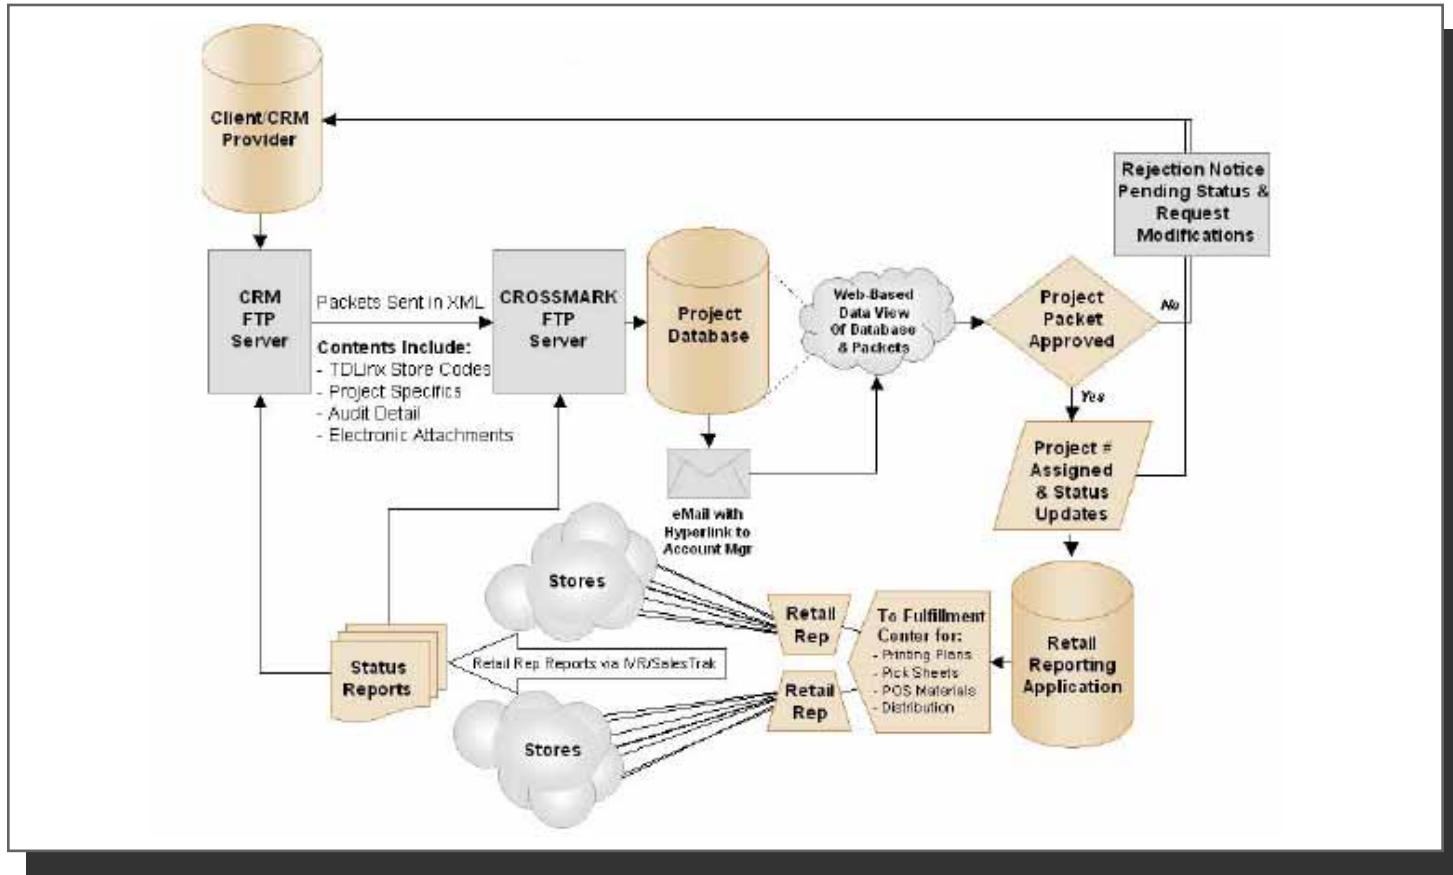 Client/CRM
Provider
CRM
FTP
Server
Packets Sent in XML
Contents Include:
- TDLinx Store Codes
- Project Specifics
- Audit Detail
- Electronic Attachments
CROSSMARK
FTP
Server
Project
Database
eMail with
Hyperlink to
Account Mgr
Web-Based
Data View
Of Database
& Packets
Project
Packet
Approved
No
Rejection Notice
Pending Status &
Request
Modifications
Yes
Project #
Assigned
& Status
Updates
Retail
Reporting
Application
To Fulfillment
Center for:
- Printing Plans
- Pick Sheets
- POS Materials
- Distribution
Retail
Rep
Retail
Rep
Stores
Stores
Retail Rep Reports via IVR/SalesTrak
Status
Reports